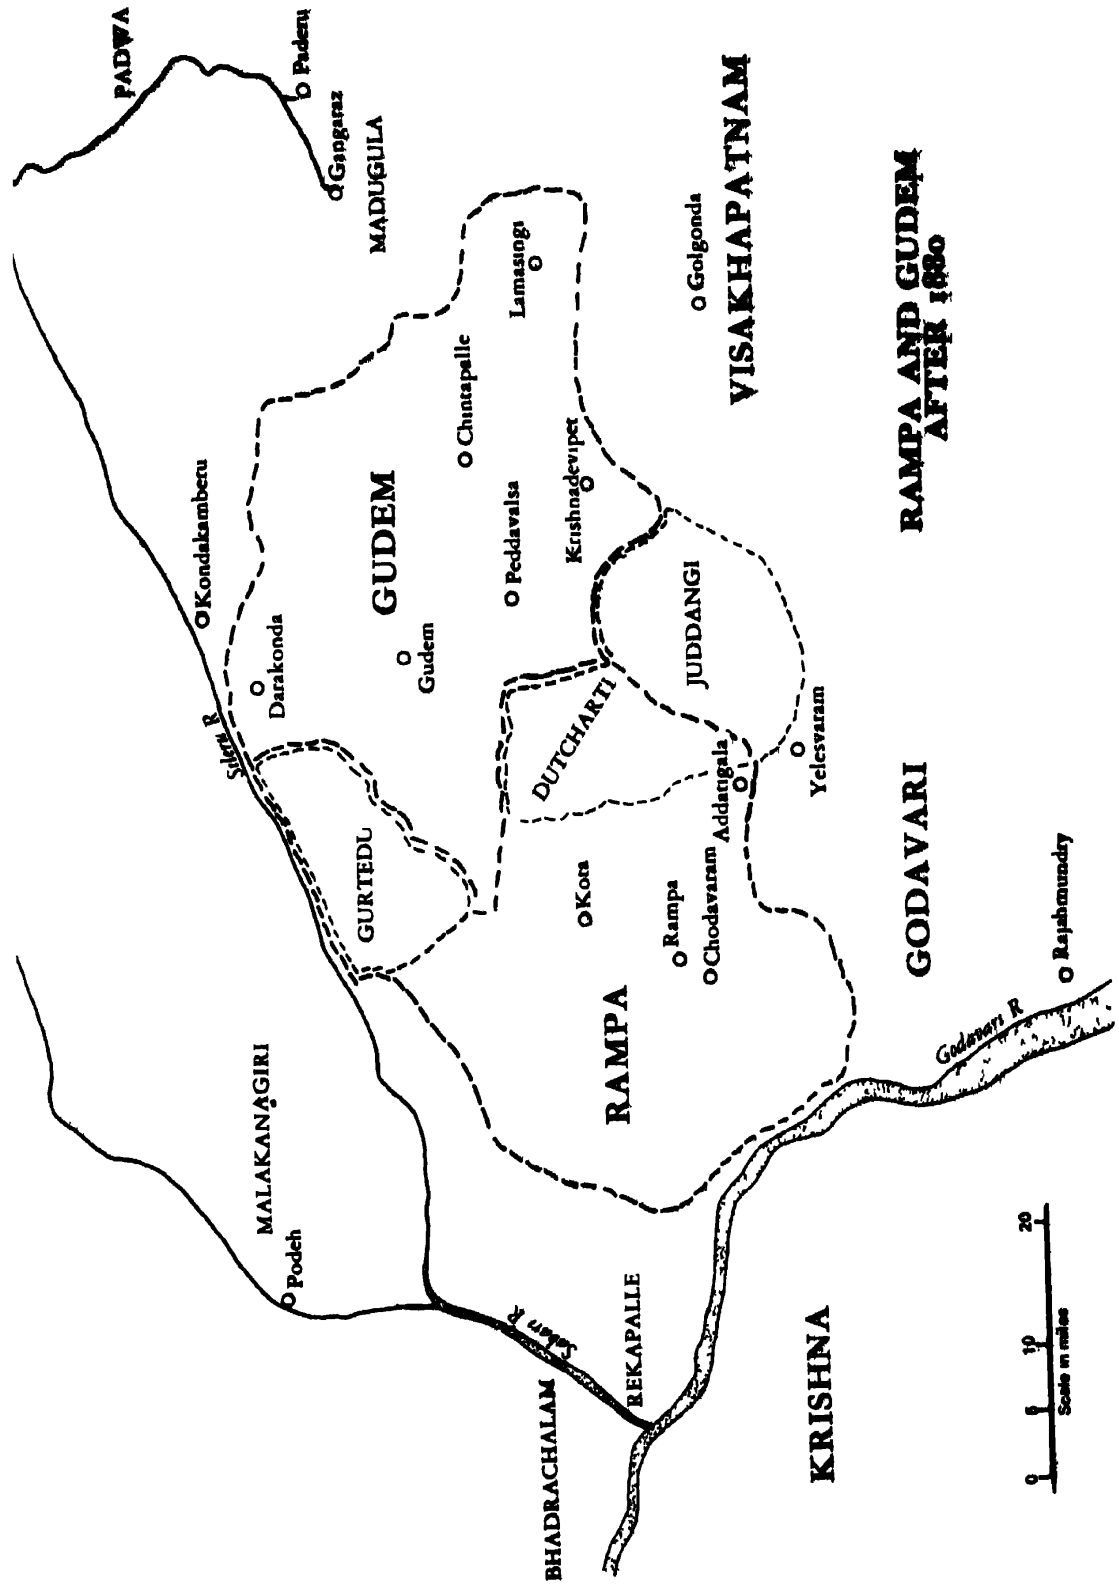 PADWA
Paderu
Gangaraz
MADUGULA
Kondakamberu
Lamasingi
Chintapalle
Golgonda
VISAKHAPATNAM
Sileru R
Darakonda
GUDEM
Gudem
Peddavalsa
Krishnadevipet
GURTEDU
DUTCHARTI
JUDDANGI
Addatigala
Yelesvaram
MALAKANAGIRI
Podeh
Kota
Rampa
Chodavaram
RAMPA
GODAVARI
Rajahmundry
Godavari R
Sabari R
BHADRACHALAM
REKAPALLE
KRISHNA
0 5 10 20
Scale in miles
RAMPA AND GUDEM
AFTER 1880